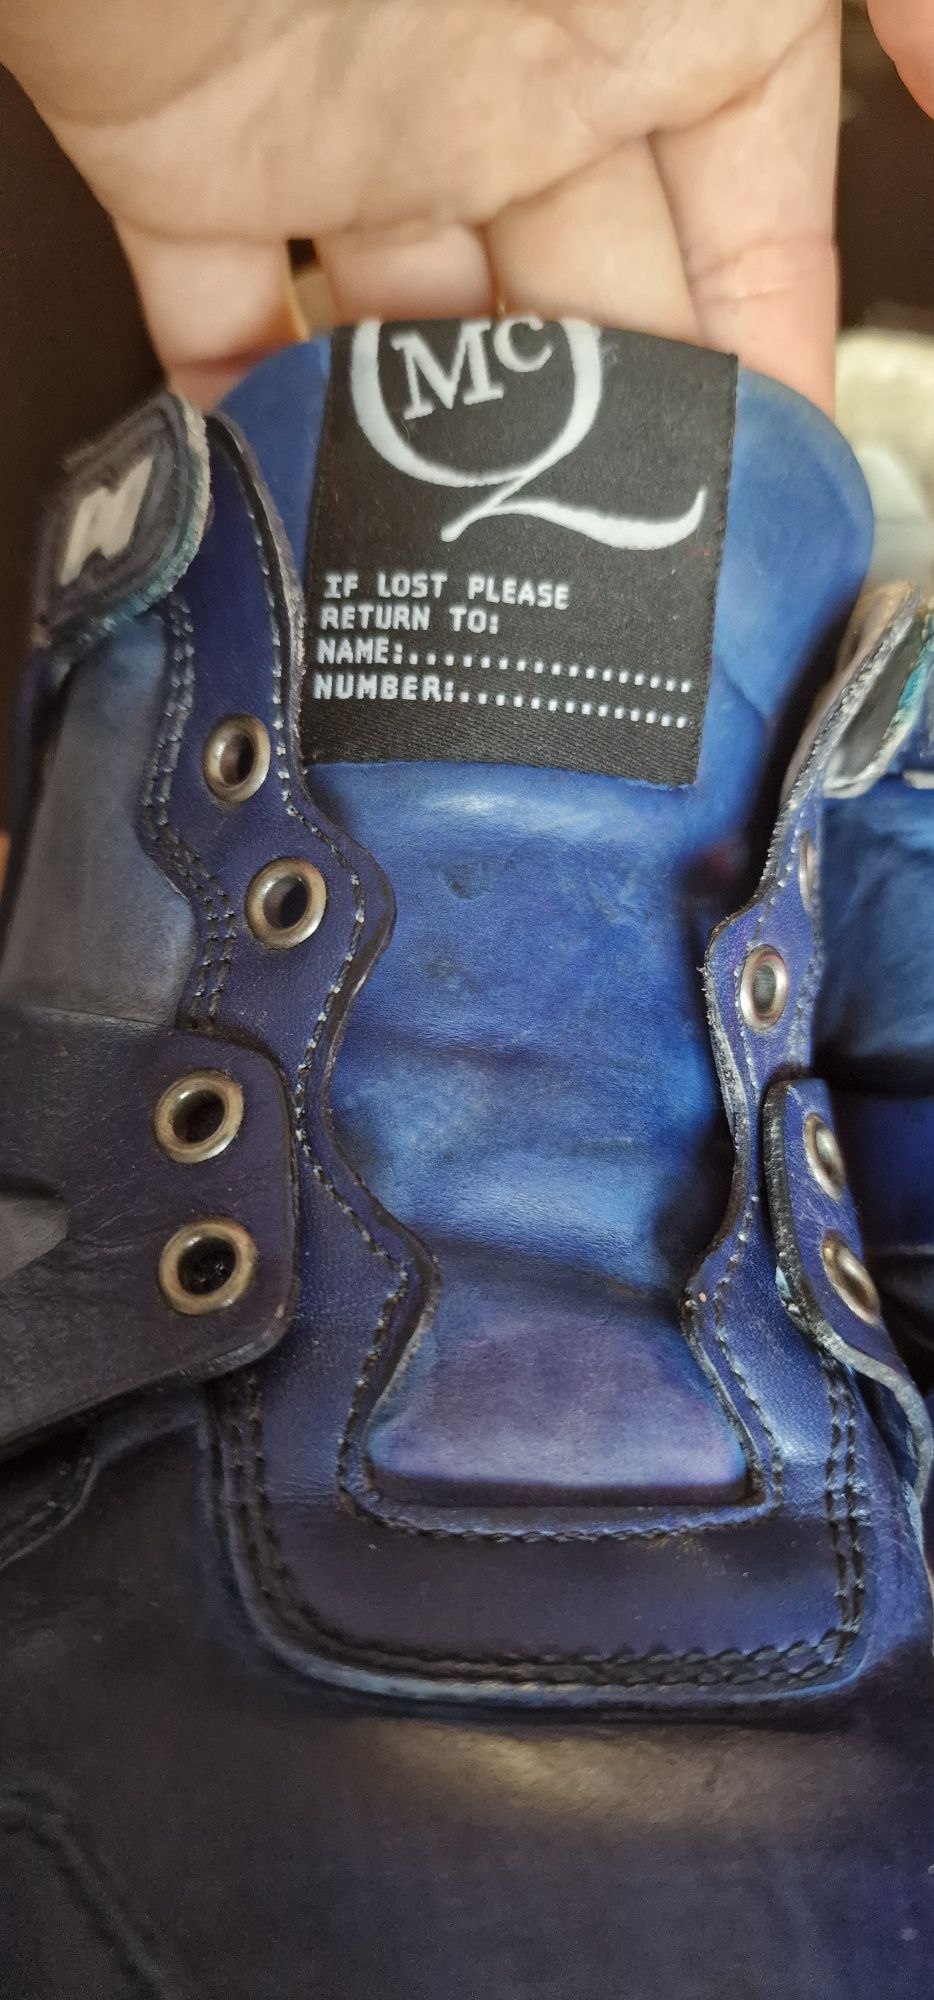 McQ
IF LOST PLEASE
RETURN TO:
NAME:.................
NUMBER:................